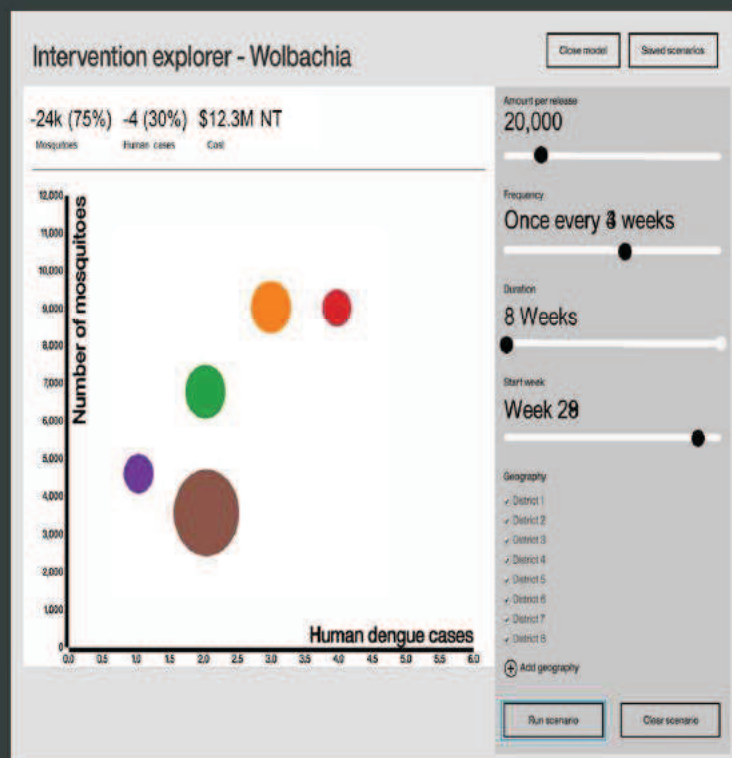 Intervention explorer - Wolbachia
Close model
Saved scenarios
-24k (75%) -4 (30%) $12.3M NT
Mosquitoes Human cases Cost
12,000
11,000
10,000
9,000
8,000
7,000
6,000
5,000
4,000
3,000
2,000
1,000
0
Number of mosquitoes
Human dengue cases
0.0 0.5 1.0 1.5 2.0 2.5 3.0 3.5 4.0 4.5 5.0 5.5 6.0
Amount per release
20,000
Frequency
Once every weeks
Duration
8 Weeks
Start week
Week
Geography
✓ District 1
✓ District 2
✓ District 3
✓ District 4
✓ District 5
✓ District 6
✓ District 7
✓ District 8
Add geography
Run scenario
Clear scenario